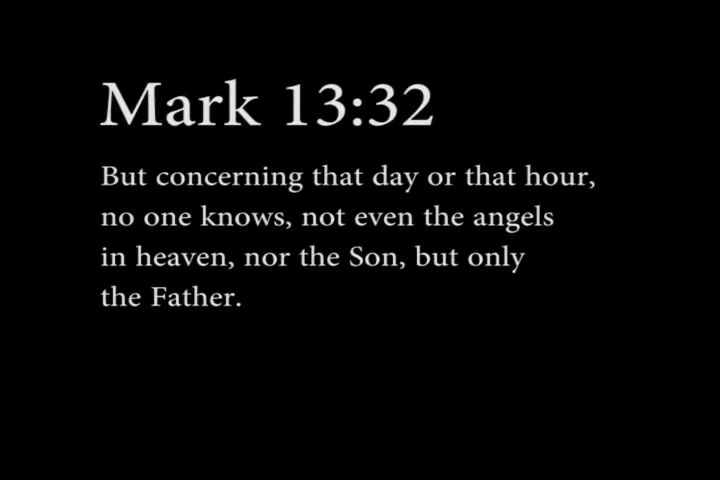 Mark 13:32
But concerning that day or that hour,
no one knows, not even the angels
in heaven, nor the Son, but only
the Father.